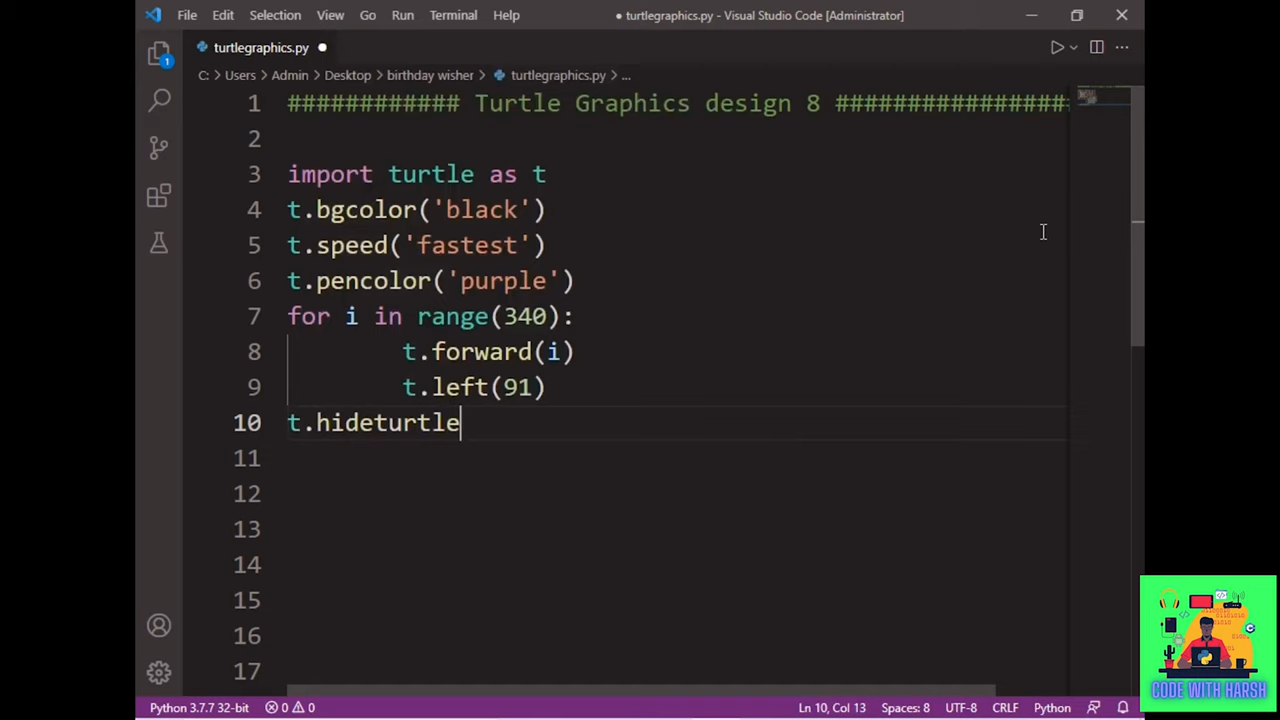 File Edit Selection View Go Run Terminal Help ● turtlegraphics.py - Visual Studio Code [Administrator]
turtlegraphics.py ●
C: > Users > Admin > Desktop > birthday wisher > turtlegraphics.py > ...
1 ############ Turtle Graphics design 8 ################
2
3 import turtle as t
4 t.bgcolor('black')
5 t.speed('fastest')
6 t.pencolor('purple')
7 for i in range(340):
8 t.forward(i)
9 t.left(91)
10 t.hideturtle
11
12
13
14
15
16
17
1
CODE WITH HARSH
Python 3.7.7 32-bit 0 0 Ln 10, Col 13 Spaces: 8 UTF-8 CRLF Python